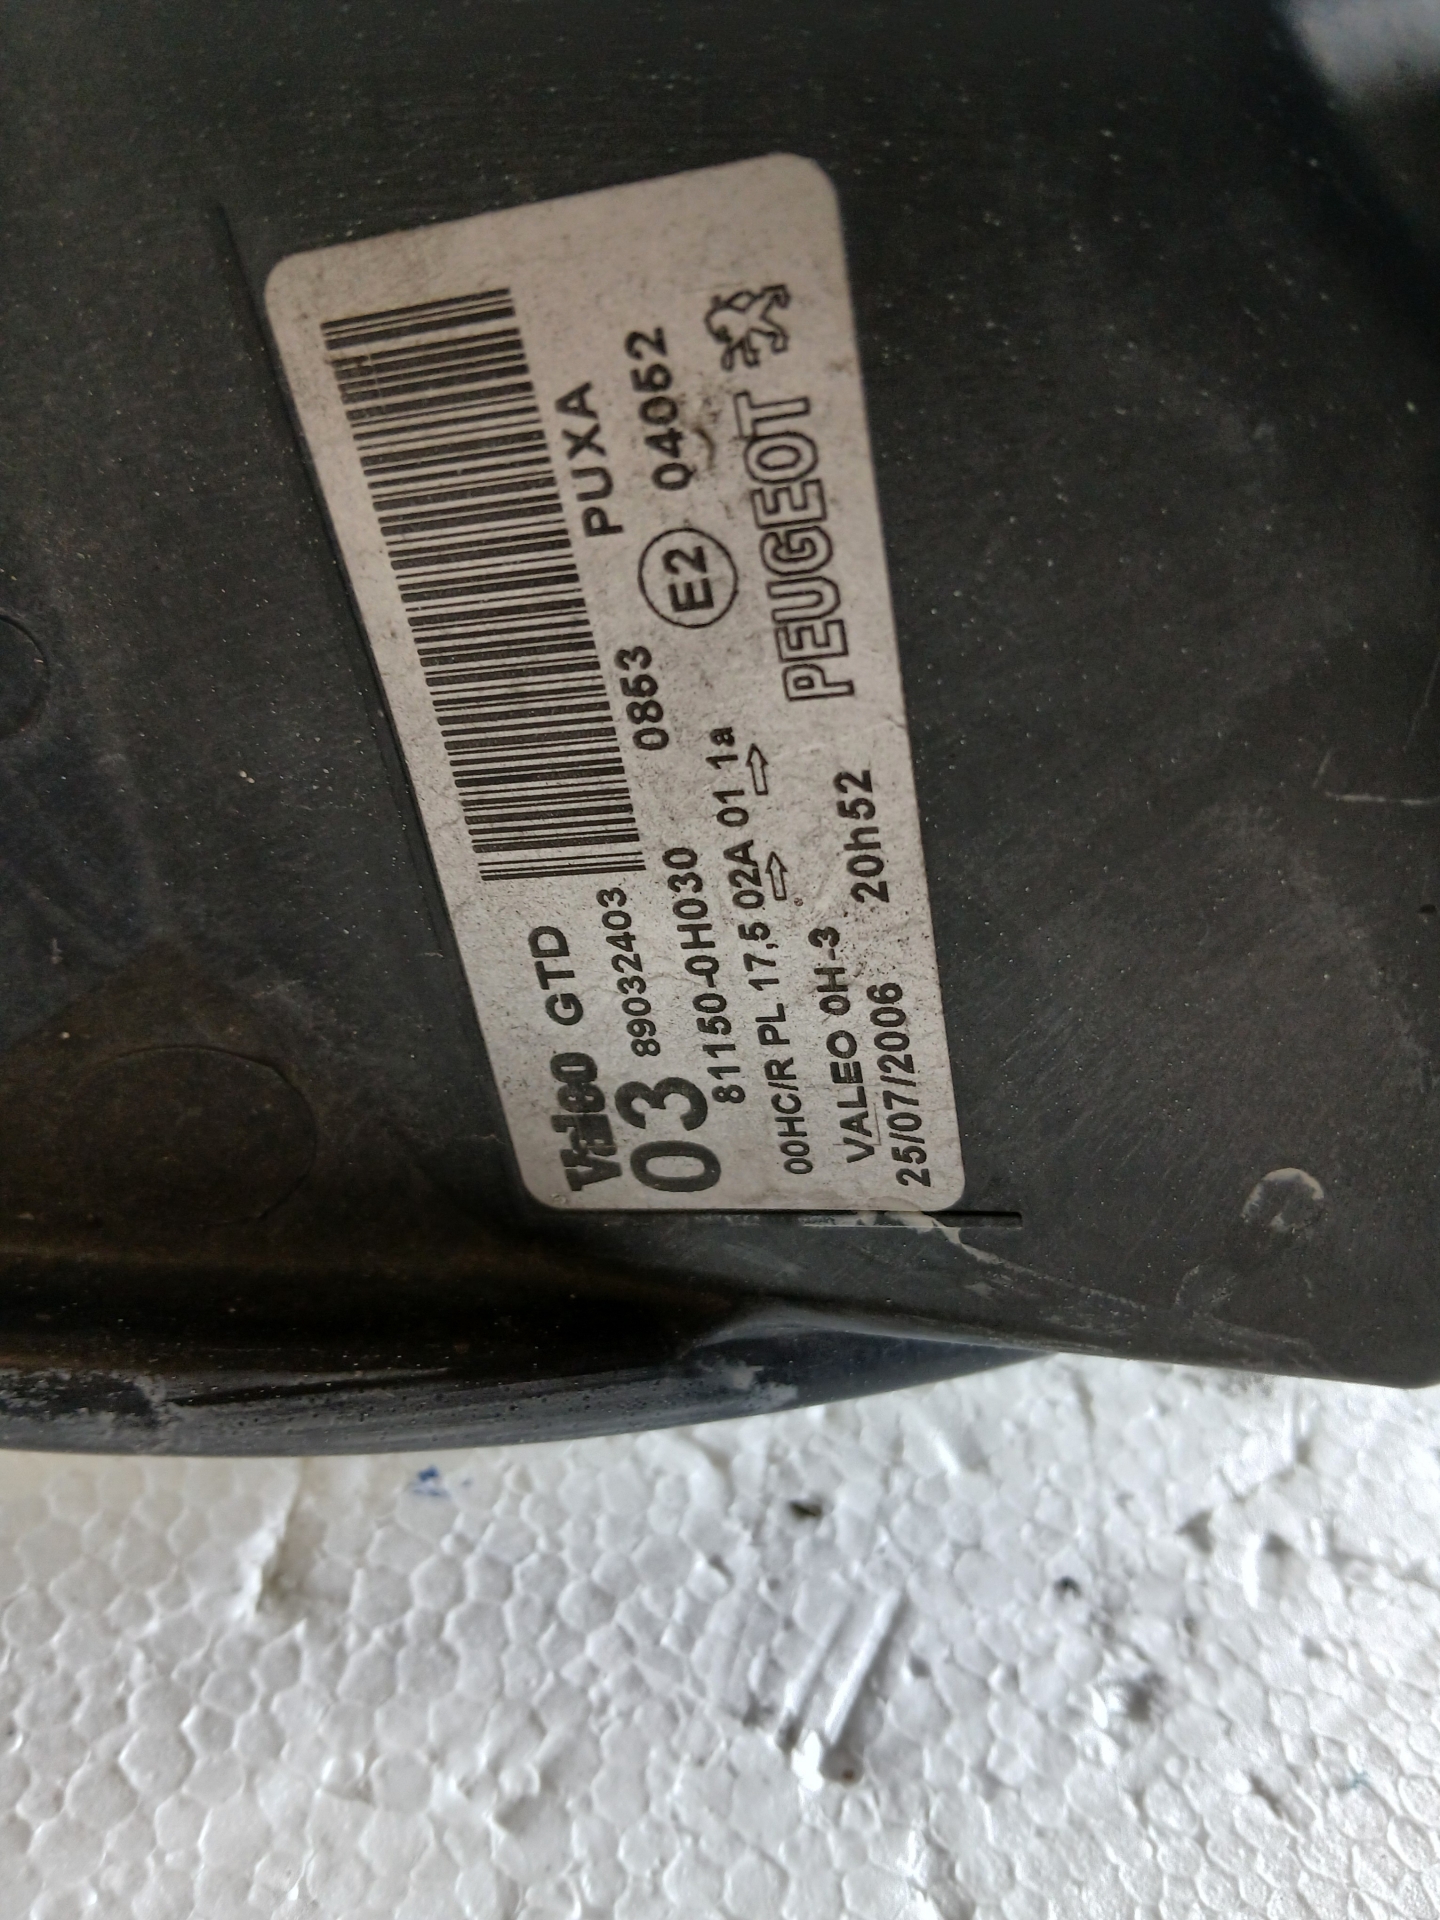 Valeo GTD
03 89032403 0853 PUXA
81150-0H030 E2 04052
00HC/R PL 17,5 02A 01 1a
VALEO 0H-3 PEUGEOT
25/07/2006 20h52